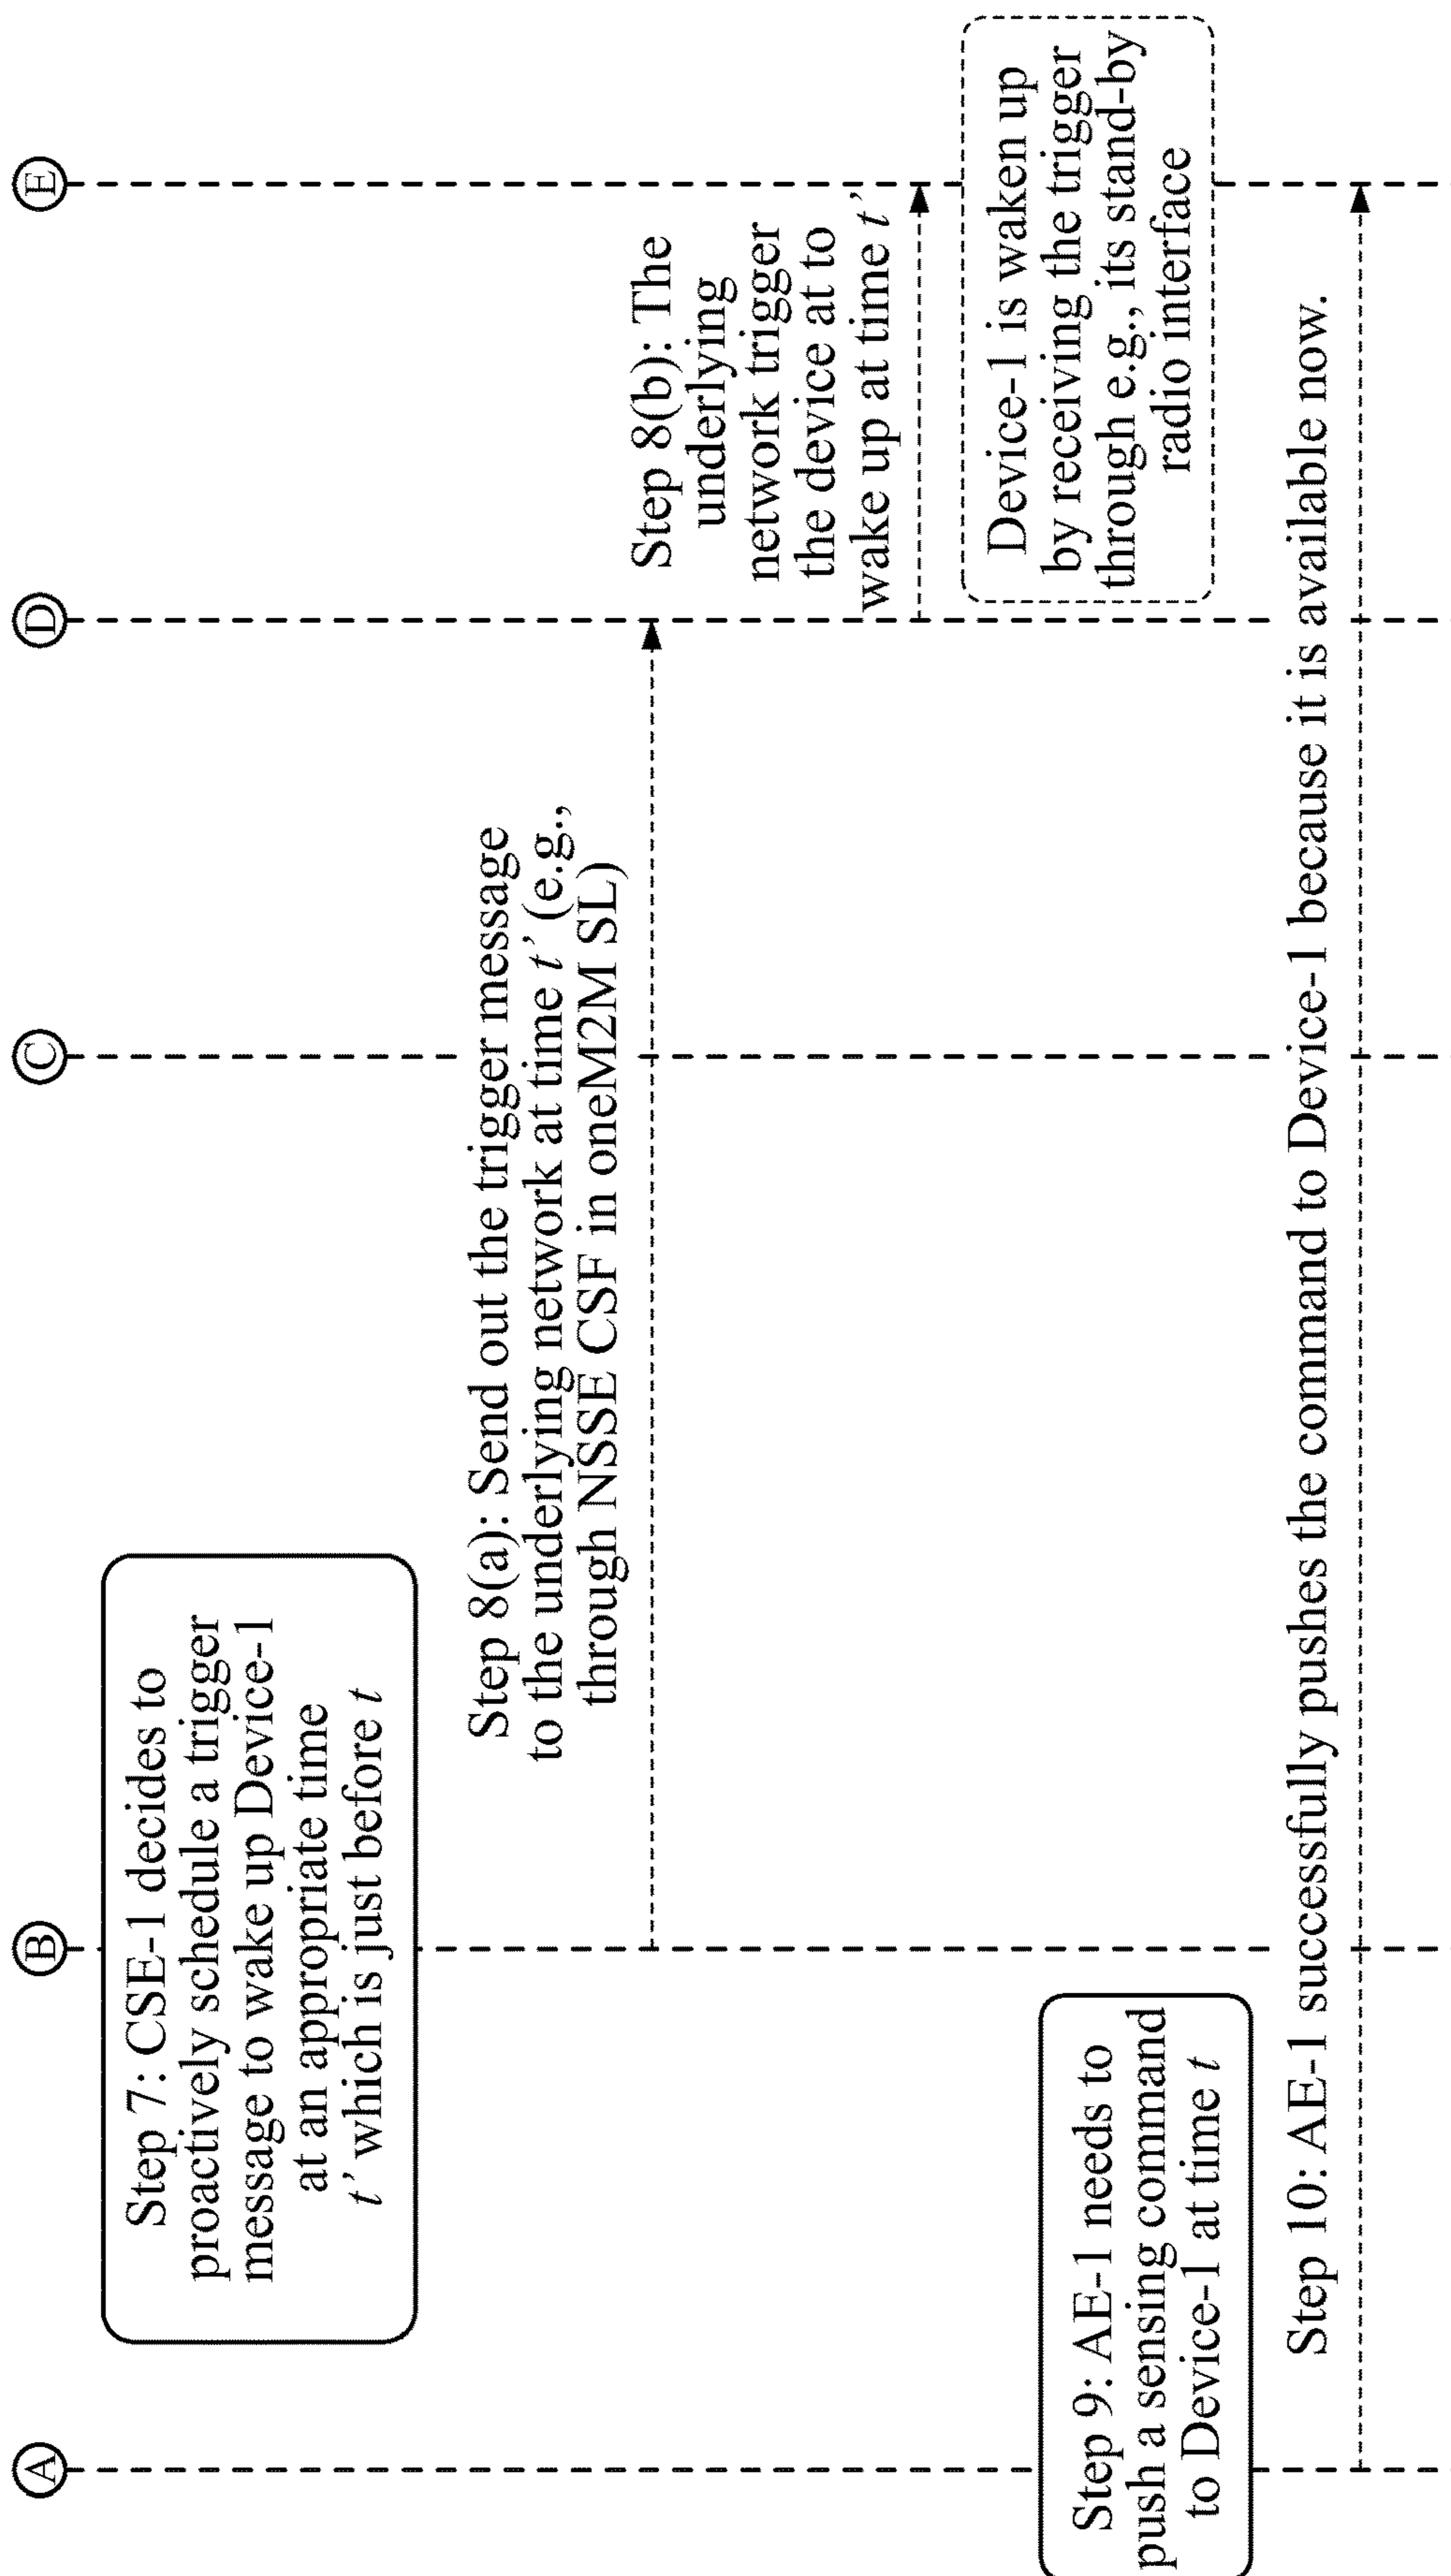 A
B
C
D
E
Step 7: CSE-1 decides to
proactively schedule a trigger
message to wake up Device-1
at an appropriate time
t’ which is just before t
Step 8(a): Send out the trigger message
to the underlying network at time t’ (e.g.,
through NSSE CSF in oneM2M SL)
Step 8(b): The
underlying
network trigger
the device at to
wake up at time t’
Device-1 is waken up
by receiving the trigger
through e.g., its stand-by
radio interface
Step 9: AE-1 needs to
push a sensing command
to Device-1 at time t
Step 10: AE-1 successfully pushes the command to Device-1 because it is available now.